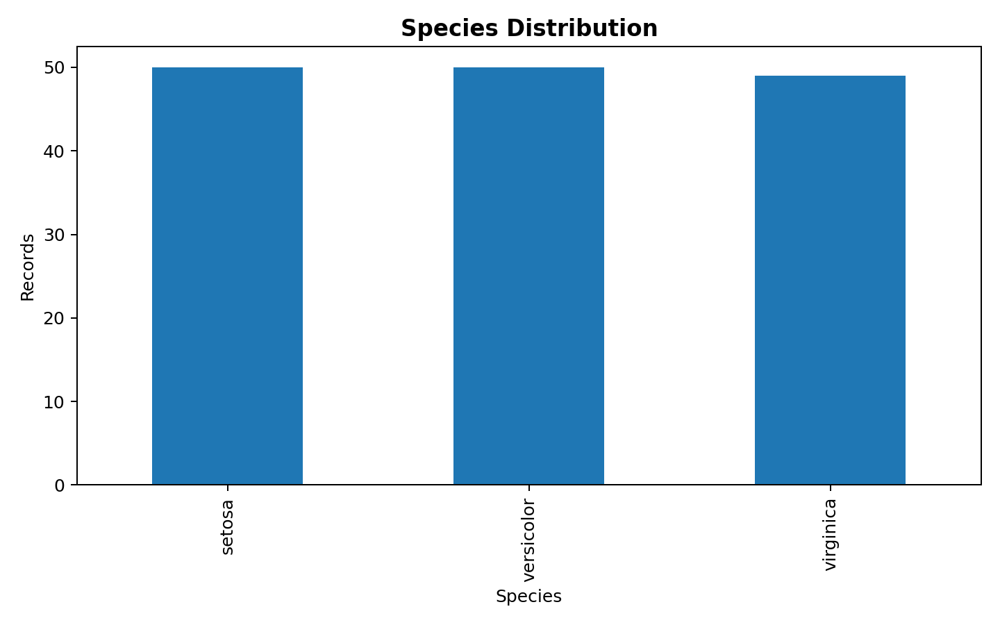 Species Distribution
50
40
30
20
10
0
Records
setosa
versicolor
virginica
Species